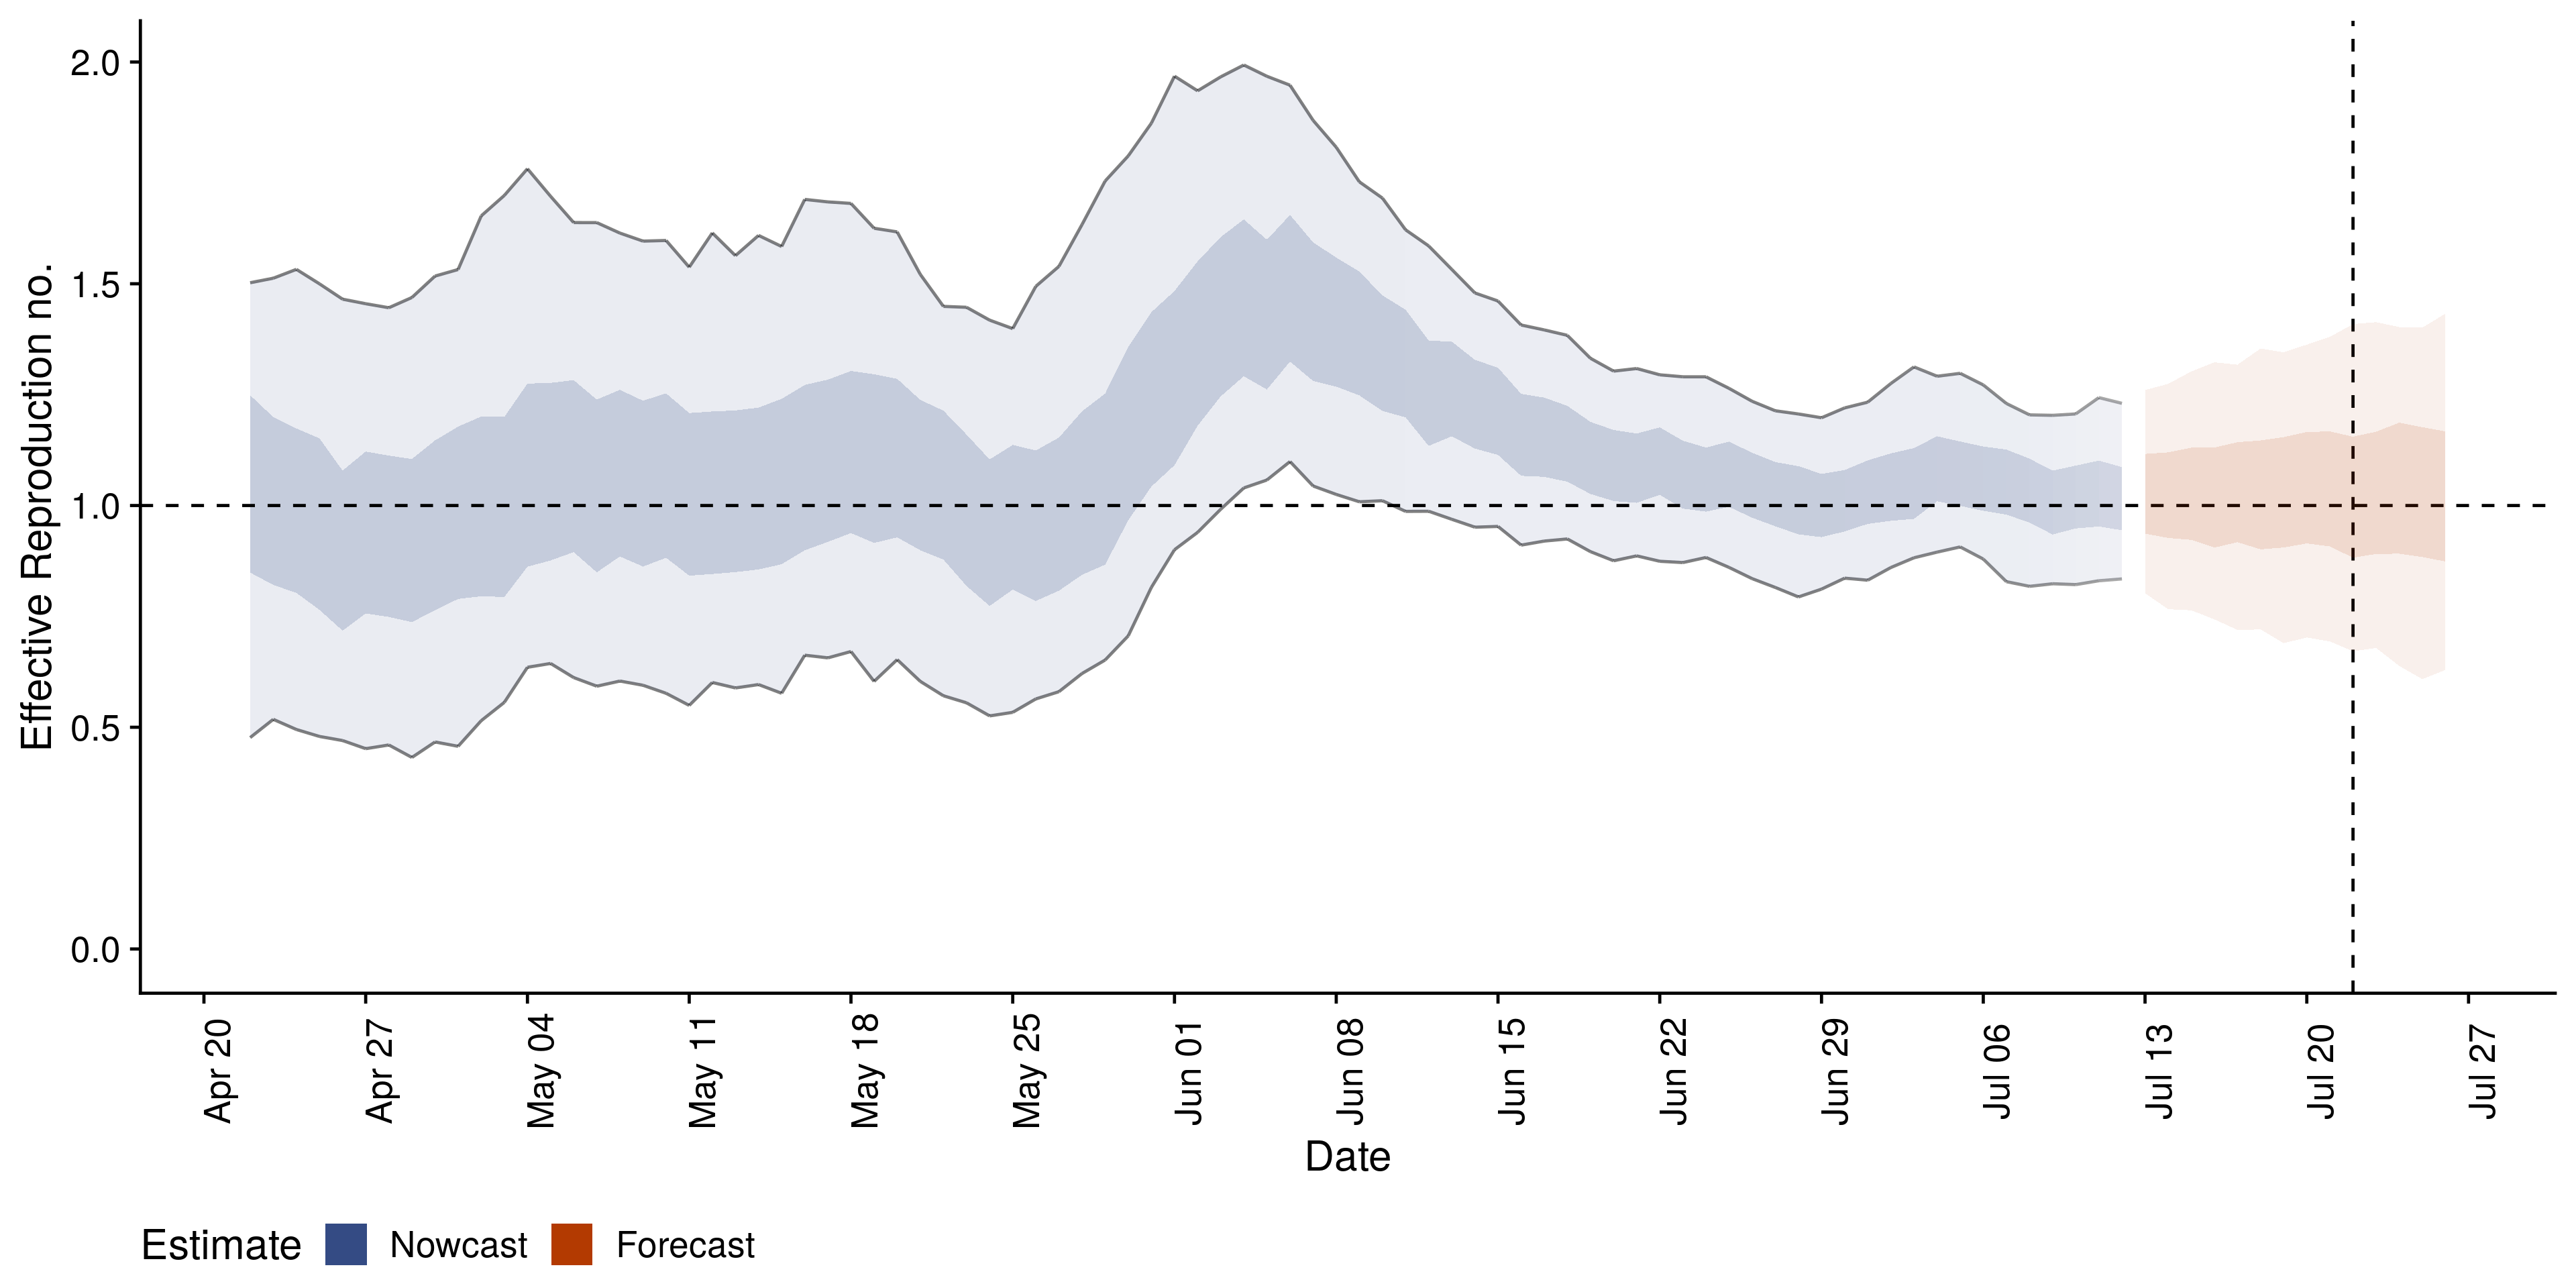 Effective Reproduction no.
2.0
1.5
1.0
0.5
0.0
Apr 20
Apr 27
May 04
May 11
May 18
May 25
Jun 01
Jun 08
Jun 15
Jun 22
Jun 29
Jul 06
Jul 13
Jul 20
Jul 27
Date
Estimate Nowcast Forecast